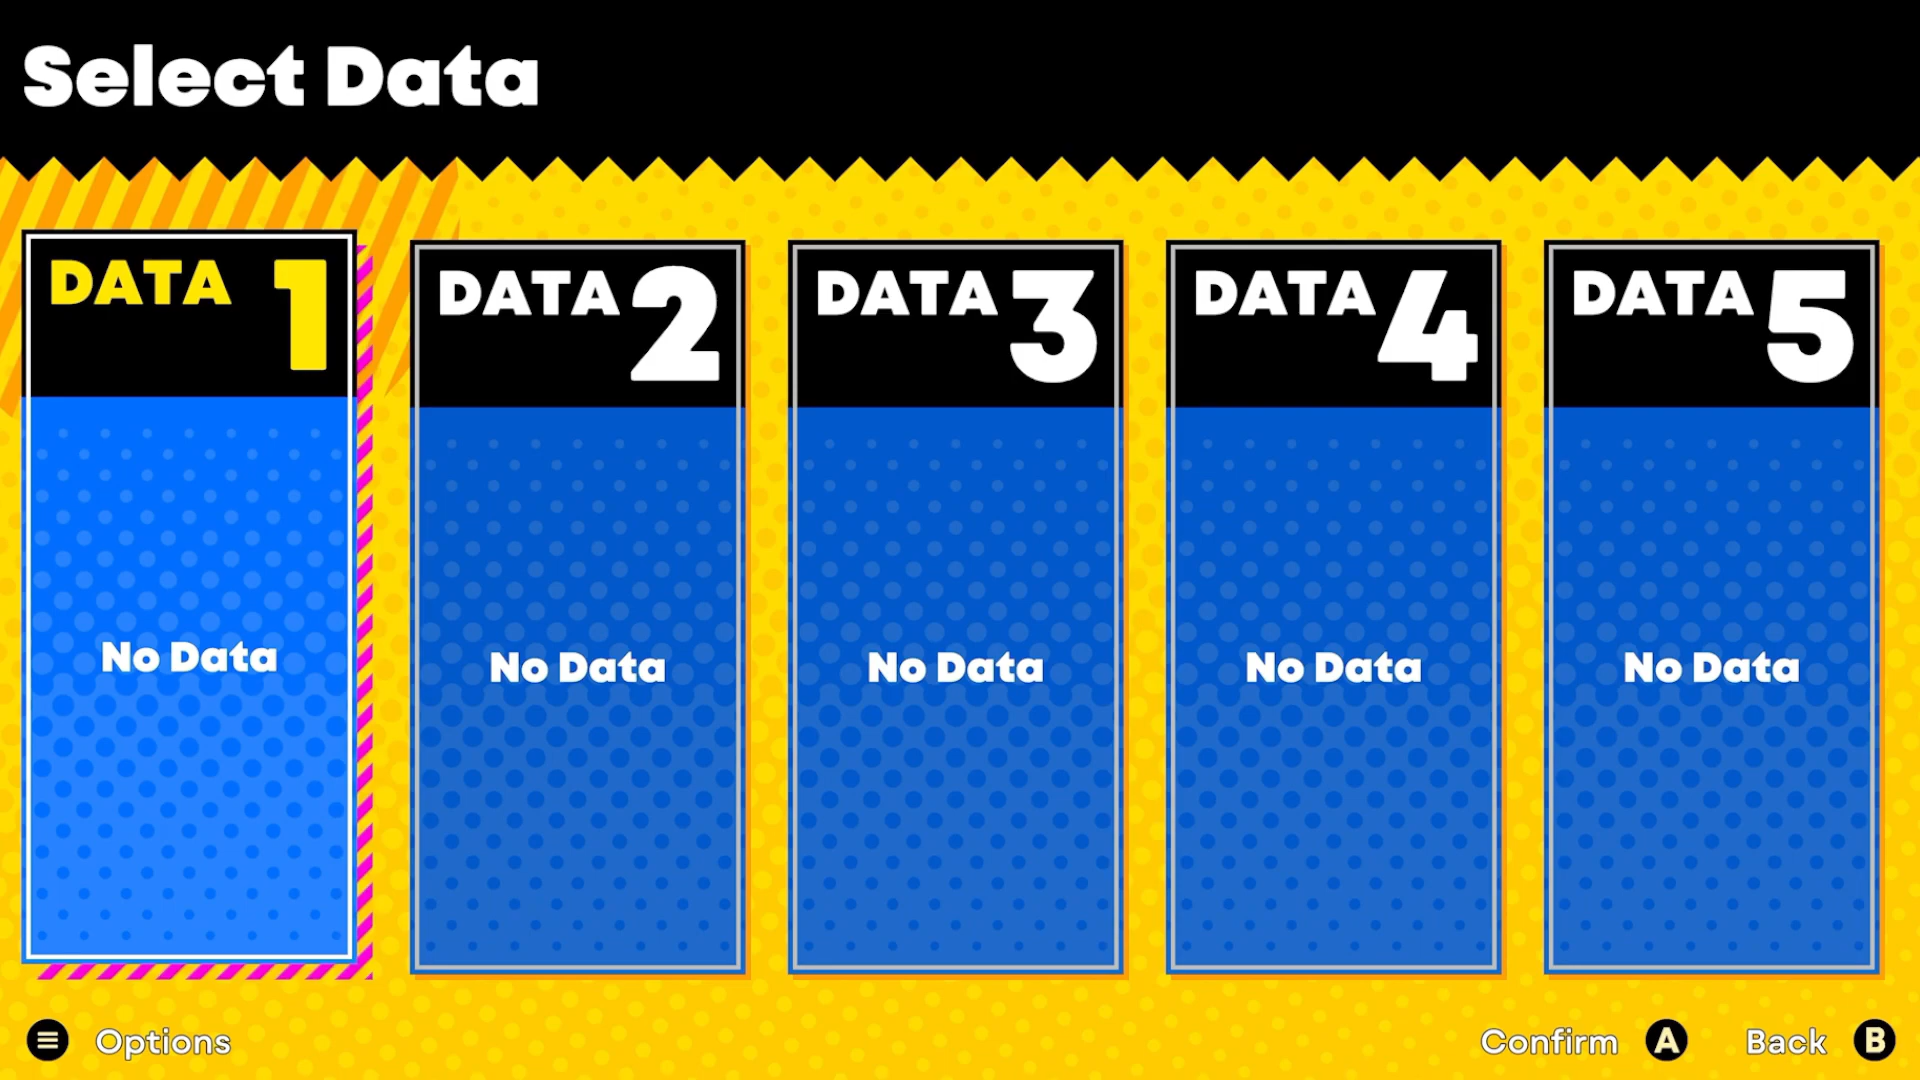 Select Data
DATA 1
DATA 2
DATA 3
DATA 4
DATA 5
No Data
No Data
No Data
No Data
No Data
Options
Confirm A
Back B